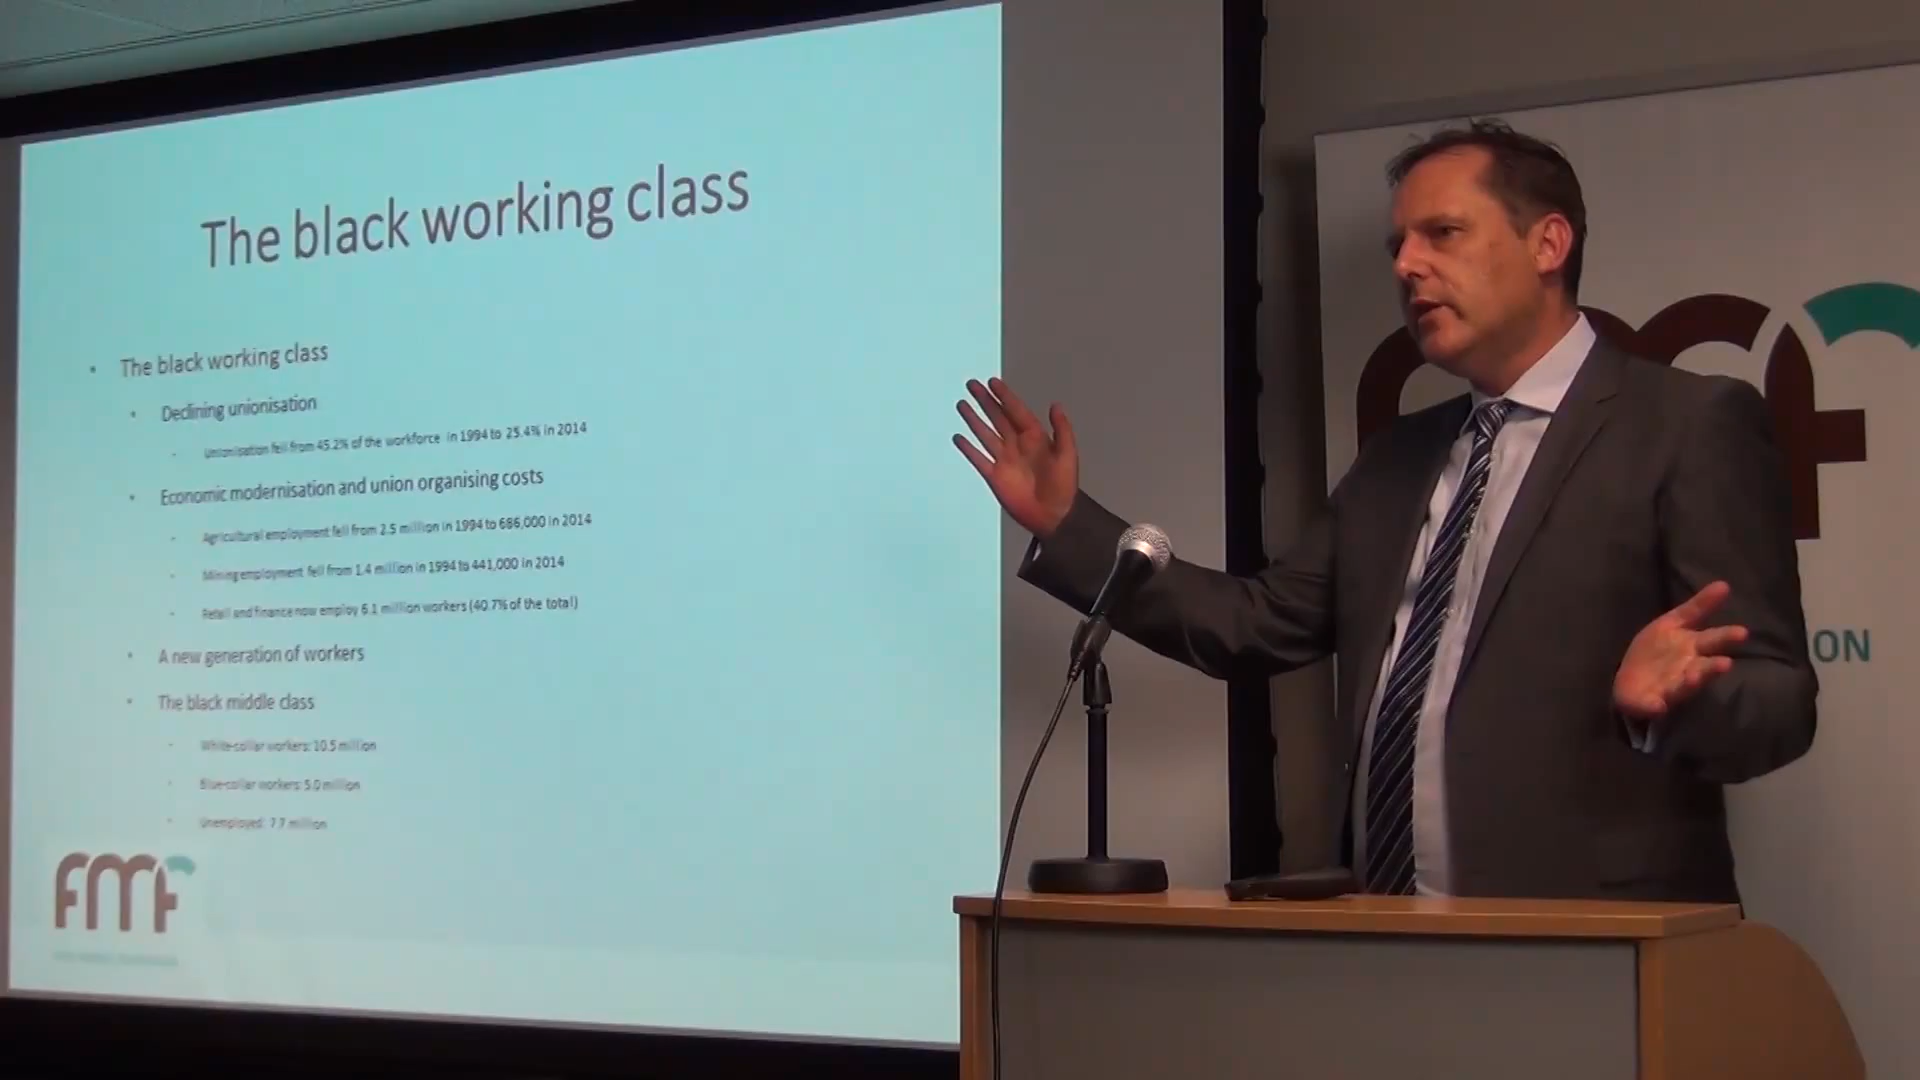 The black working class
The black working class
Declining unionisation
Unionisation fell from 45.2% of the workforce in 1994 to 25.4% in 2014
Economic modernisation and union organising costs
Agricultural employment fell from 2.5 million in 1994 to 686,000 in 2014
Mining employment fell from 1.4 million in 1994 to 441,000 in 2014
Retail and finance now employ 6.1 million workers (40.7% of the total)
A new generation of workers
The black middle class
White-collar workers: 10.5 million
Blue-collar workers: 5.0 million
Unemployed: 7.7 million
FMF
ION